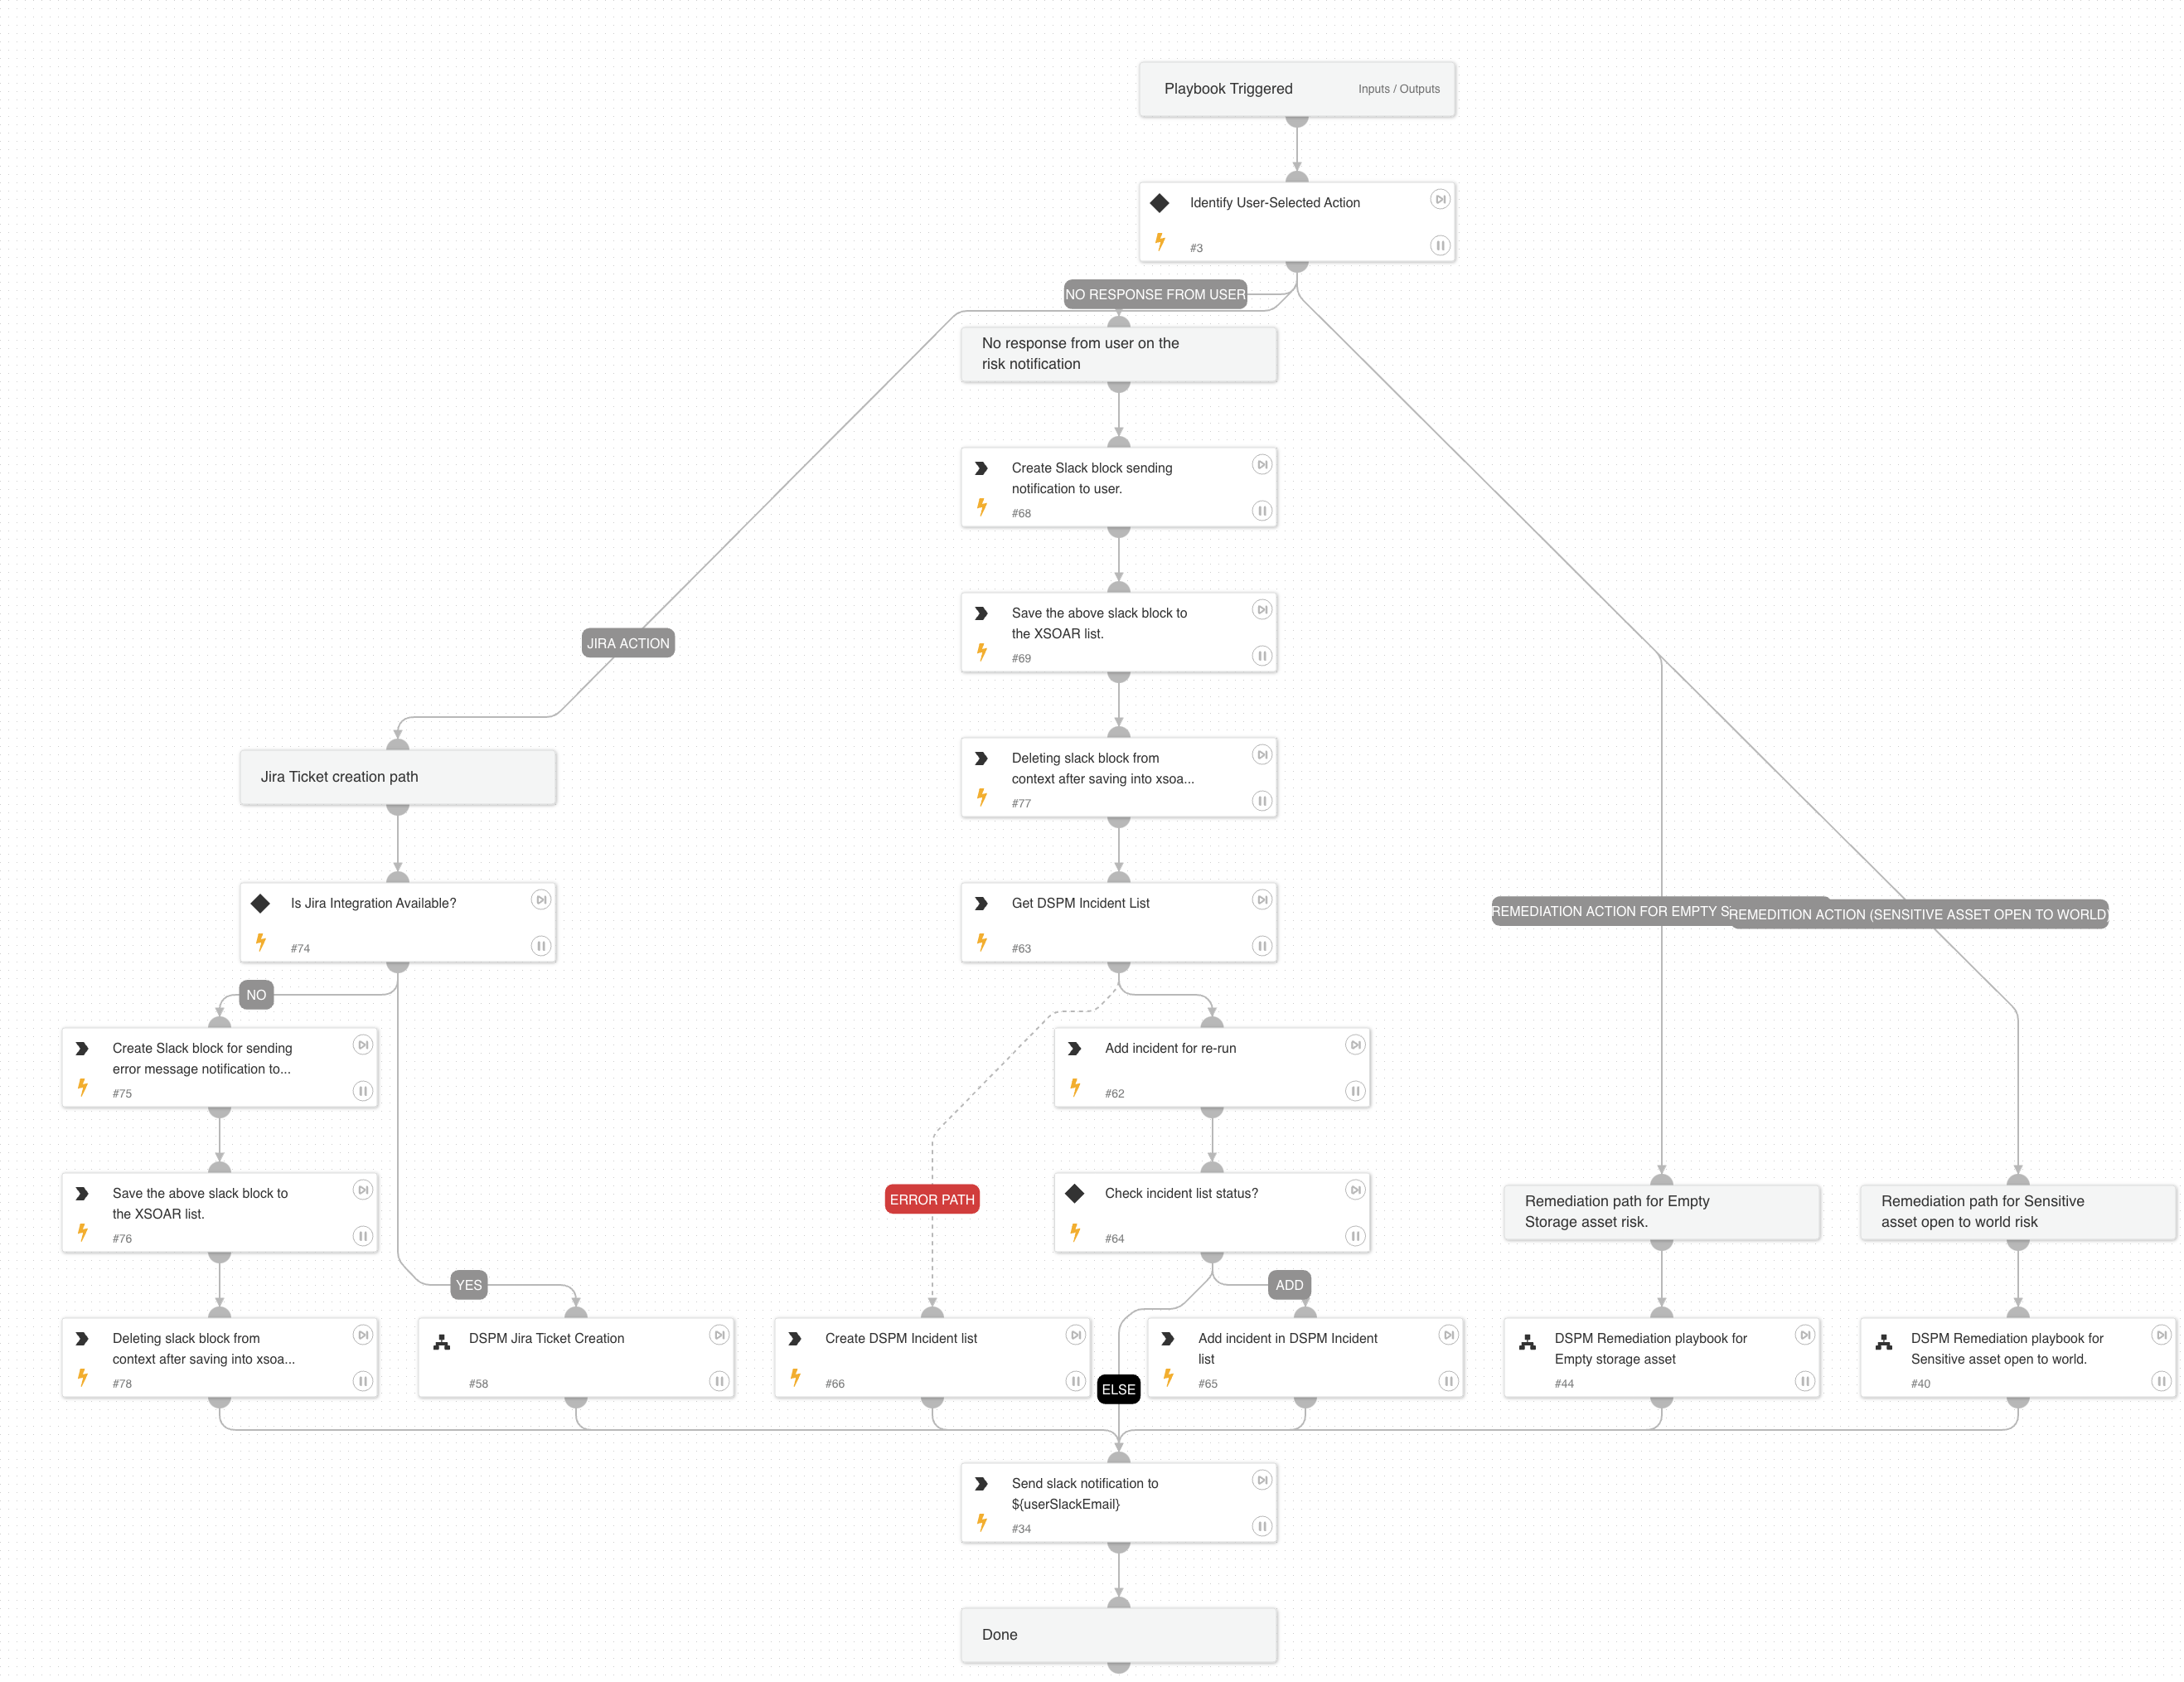 Playbook Triggered
Inputs / Outputs
Identify User-Selected Action
#3
NO RESPONSE FROM USER
No response from user on the
risk notification
Create Slack block sending
notification to user.
#68
Save the above slack block to
the XSOAR list.
#69
JIRA ACTION
Deleting slack block from
context after saving into xsoa...
#77
Jira Ticket creation path
Is Jira Integration Available?
#74
Get DSPM Incident List
#63
REMEDIATION ACTION FOR EMPTY
REMEDITION ACTION (SENSITIVE ASSET OPEN TO WORLD)
NO
Create Slack block for sending
error message notification to...
#75
Add incident for re-run
#62
Save the above slack block to
the XSOAR list.
#76
ERROR PATH
Check incident list status?
#64
Remediation path for Empty
Storage asset risk.
Remediation path for Sensitive
asset open to world risk
YES
ADD
Deleting slack block from
context after saving into xsoa...
#78
DSPM Jira Ticket Creation
#58
Create DSPM Incident list
#66
ELSE
Add incident in DSPM Incident
list
#65
DSPM Remediation playbook for
Empty storage asset
#44
DSPM Remediation playbook for
Sensitive asset open to world.
#40
Send slack notification to
${userSlackEmail}
#34
Done